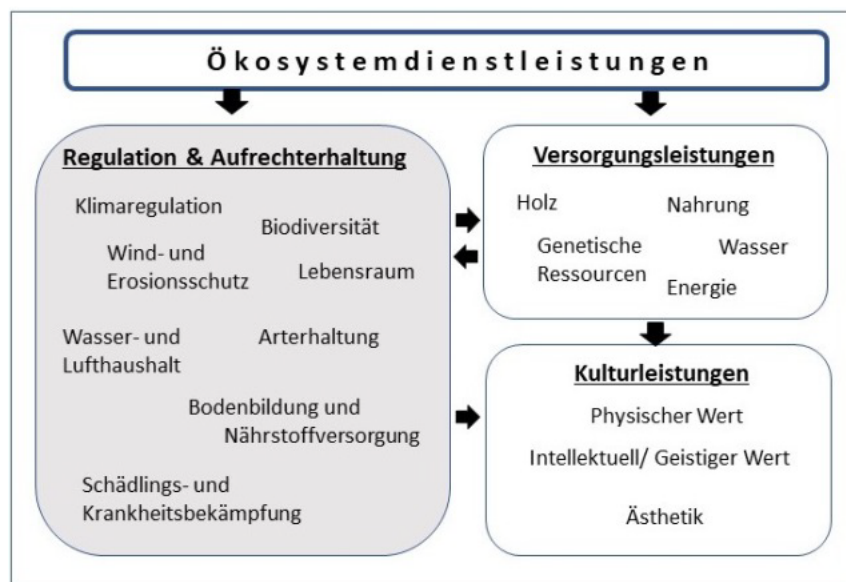 Ökosystemdienstleistungen
Regulation & Aufrechterhaltung
Klimaregulation
Biodiversität
Wind- und
Erosionsschutz
Lebensraum
Wasser- und
Lufthaushalt
Arterhaltung
Bodenbildung und
Nährstoffversorgung
Schädlings- und
Krankheitsbekämpfung
Versorgungsleistungen
Holz
Nahrung
Genetische
Ressourcen
Wasser
Energie
Kulturleistungen
Physischer Wert
Intellektuell/ Geistiger Wert
Ästhetik